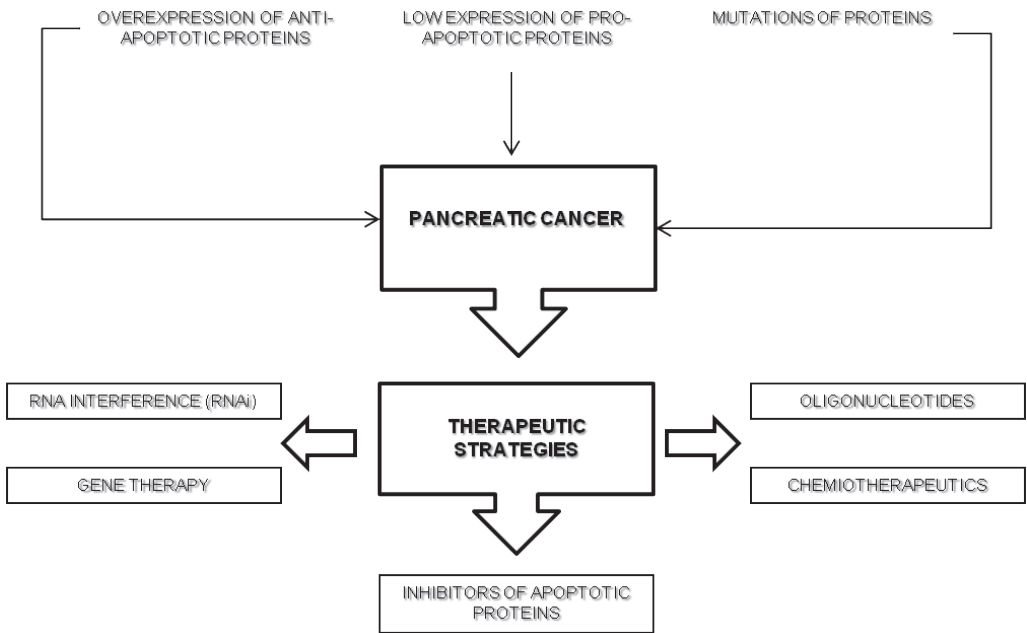 OVEREXPRESSION OF ANTI-
APOPTOTIC PROTEINS
LOW EXPRESSION OF PRO-
APOPTOTIC PROTEINS
MUTATIONS OF PROTEINS
PANCREATIC CANCER
RNA INTERFERENCE (RNAi)
GENE THERAPY
THERAPEUTIC
STRATEGIES
OLIGONUCLEOTIDES
CHEMIOTHERAPEUTICS
INHIBITORS OF APOPTOTIC
PROTEINS